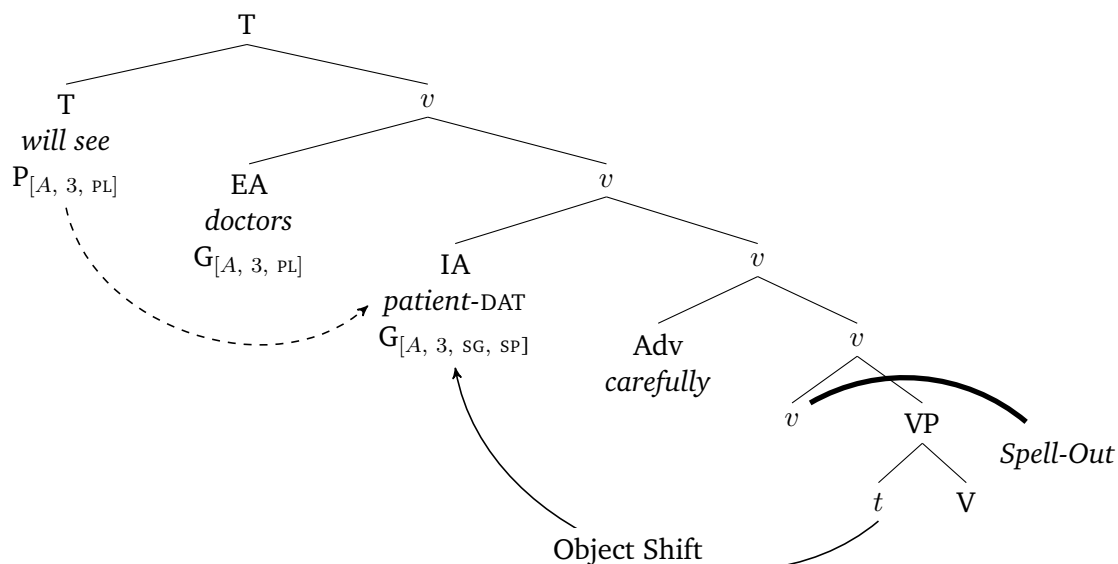 T
T
will see
P[A, 3, PL]
v
EA
doctors
G[A, 3, PL]
v
IA
patient-DAT
G[A, 3, SG, SP]
v
Adv
carefully
v
v
VP
Spell-Out
t
V
Object Shift